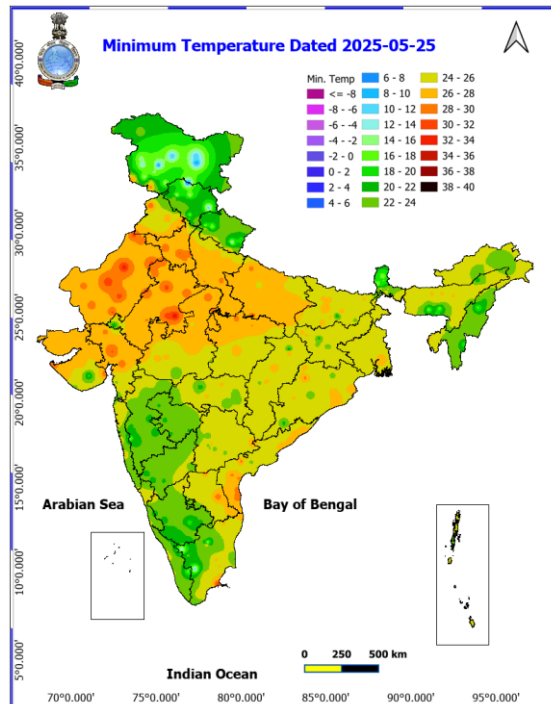 Minimum Temperature Dated 2025-05-25
Min. Temp
<= -8
-8 - -6
-6 - -4
-4 - -2
-2 - 0
0 - 2
2 - 4
4 - 6
6 - 8
8 - 10
10 - 12
12 - 14
14 - 16
16 - 18
18 - 20
20 - 22
22 - 24
24 - 26
26 - 28
28 - 30
30 - 32
32 - 34
34 - 36
36 - 38
38 - 40
40°0.000'
35°0.000'
30°0.000'
25°0.000'
20°0.000'
15°0.000'
10°0.000'
5°0.000'
Arabian Sea
Bay of Bengal
0 250 500 km
Indian Ocean
70°0.000' 75°0.000' 80°0.000' 85°0.000' 90°0.000' 95°0.000'